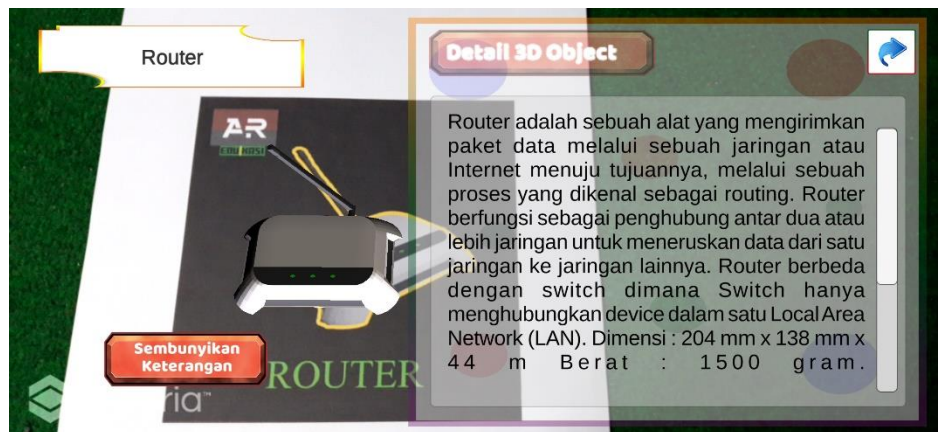 Router
Detail 3D Object
AR
EDUKASI
Router adalah sebuah alat yang mengirimkan
paket data melalui sebuah jaringan atau
Internet menuju tujuannya, melalui sebuah
proses yang dikenal sebagai routing. Router
berfungsi sebagai penghubung antar dua atau
lebih jaringan untuk meneruskan data dari satu
jaringan ke jaringan lainnya. Router berbeda
dengan switch dimana Switch hanya
menghubungkan device dalam satu Local Area
Network (LAN). Dimensi : 204 mm x 138 mm x
44 m Berat : 1500 gram.
Sembunyikan
Keterangan
ROUTER